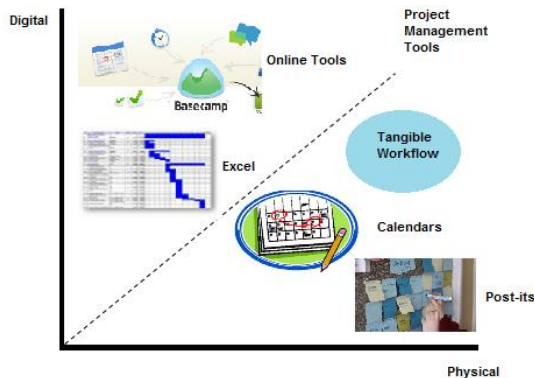 Digital
Project
Management
Tools
Online Tools
Basecamp
Tangible
Workflow
Excel
Calendars
Post-its
Physical